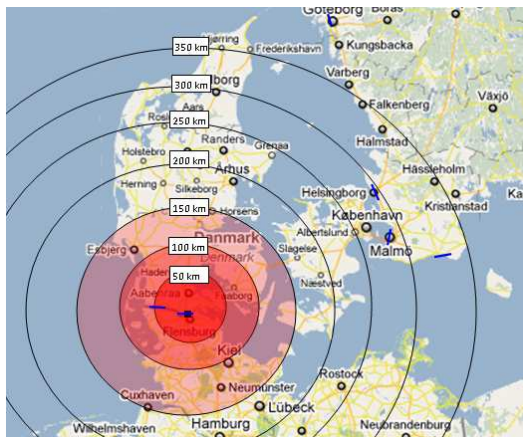 Göteborg
Borås
350 km
Hjørring
Frederikshavn
Kungsbacka
Varberg
300 km
borg
Växjö
Aars
Falkenberg
250 km
Holstebro
Randers
Grenaa
Halmstad
200 km
Århus
Hässleholm
Herning
Silkeborg
Helsingborg
Kristianstad
150 km
Horsens
København
Danmark
Albertslund
Malmö
Esbjerg
100 km
Denmark
Slagelse
Næstved
50 km
Aabenraa
Faaborg
Flensburg
Kiel
Rostock
Neumünster
Cuxhaven
Lübeck
Wilhelmshaven
Hamburg
Neubrandenburg